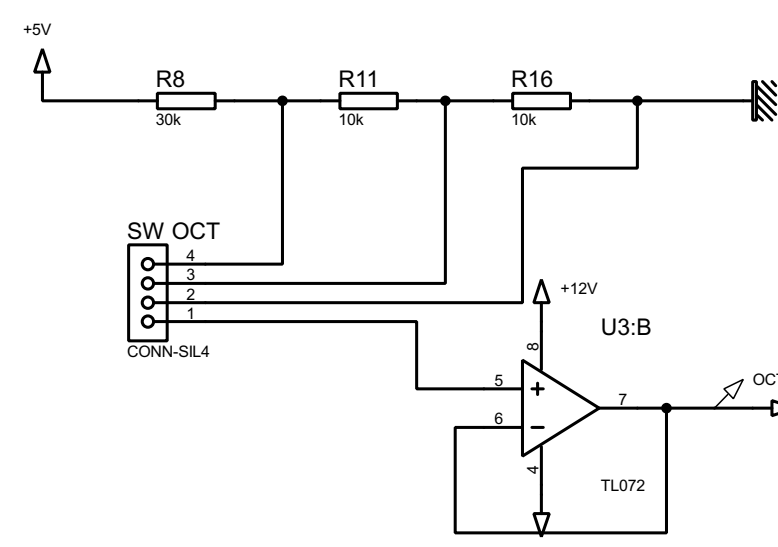 +5V
R8
R11
R16
30k
10k
10k
SW OCT
4
3
2
1
CONN-SIL4
+12V
U3:B
8
5
6
7
OCT
4
TL072